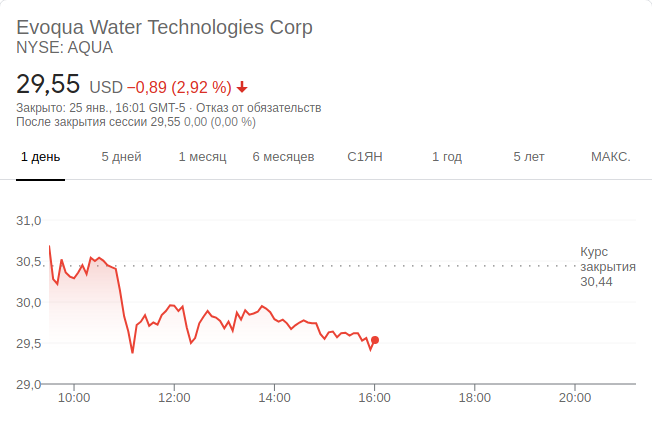 Evoqua Water Technologies Corp
NYSE: AQUA
29,55 USD −0,89 (2,92 %)
Закрыто: 25 янв., 16:01 GMT-5 · Отказ от обязательств
После закрытия сессии 29,55 0,00 (0,00 %)
1 день 5 дней 1 месяц 6 месяцев С1ЯН 1 год 5 лет МАКС.
31,0
30,5
30,0
29,5
29,0
Курс
закрытия
30,44
10:00 12:00 14:00 16:00 18:00 20:00